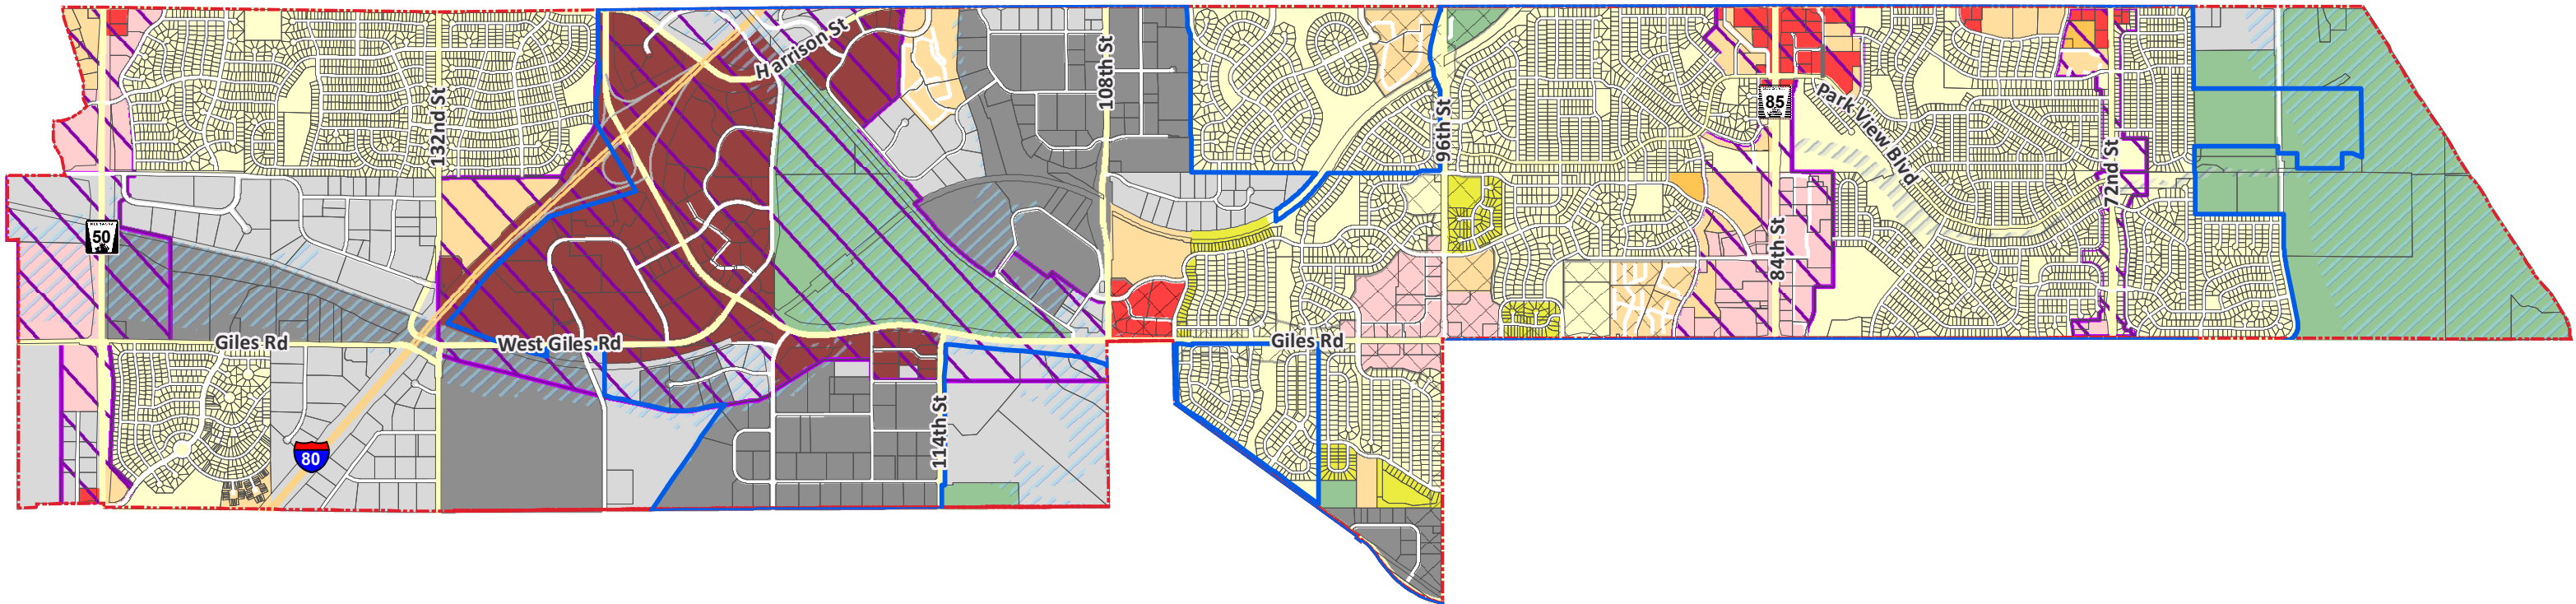 Harrison St
108th St
132nd St
96th St
85
Park View Blvd
72nd St
50
84th St
Giles Rd
West Giles Rd
Giles Rd
114th St
80